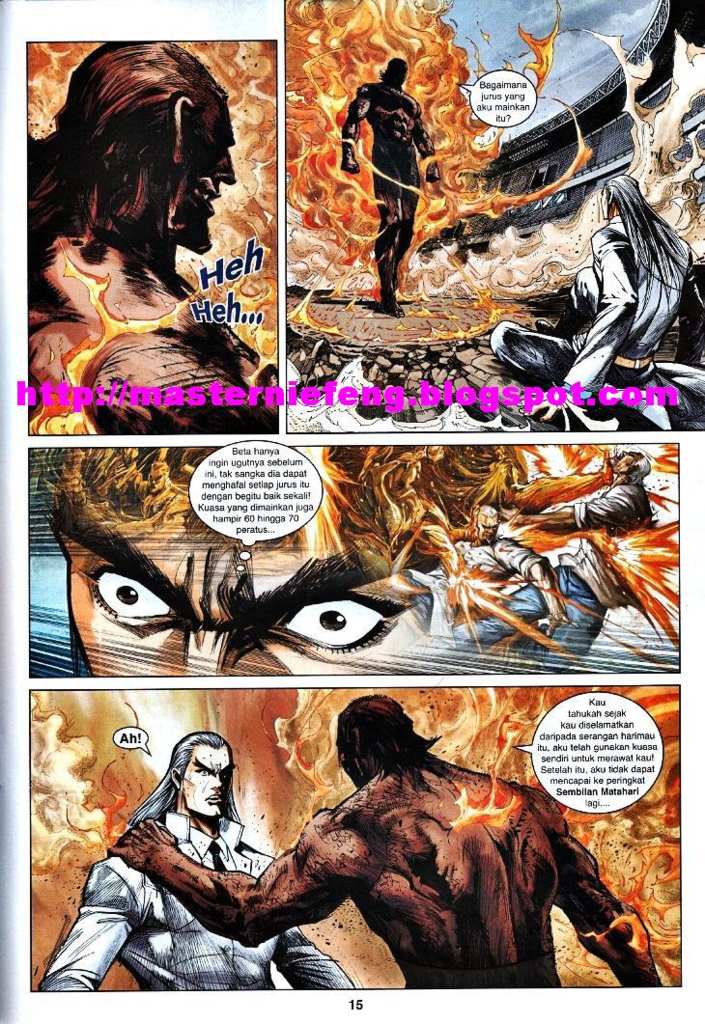 Heh
Heh...
Bagaimana
jurus yang
aku mainkan
itu?
http://masterniefeng.blogspot.com/
Beta hanya
ingin ugutnya sebelum
ini, tak sangka dia dapat
menghafal setiap jurus itu
dengan begitu baik sekali!
Kuasa yang dimainkan juga
hampir 60 hingga 70
peratus...
Ah!
Kau
tahukah sejak
kau diselamatkan
daripada serangan harimau
itu, aku telah gunakan kuasa
sendiri untuk merawat kau!
Setelah itu, aku tidak dapat
mencapai ke peringkat
Sembilan Matahari
lagi....
15